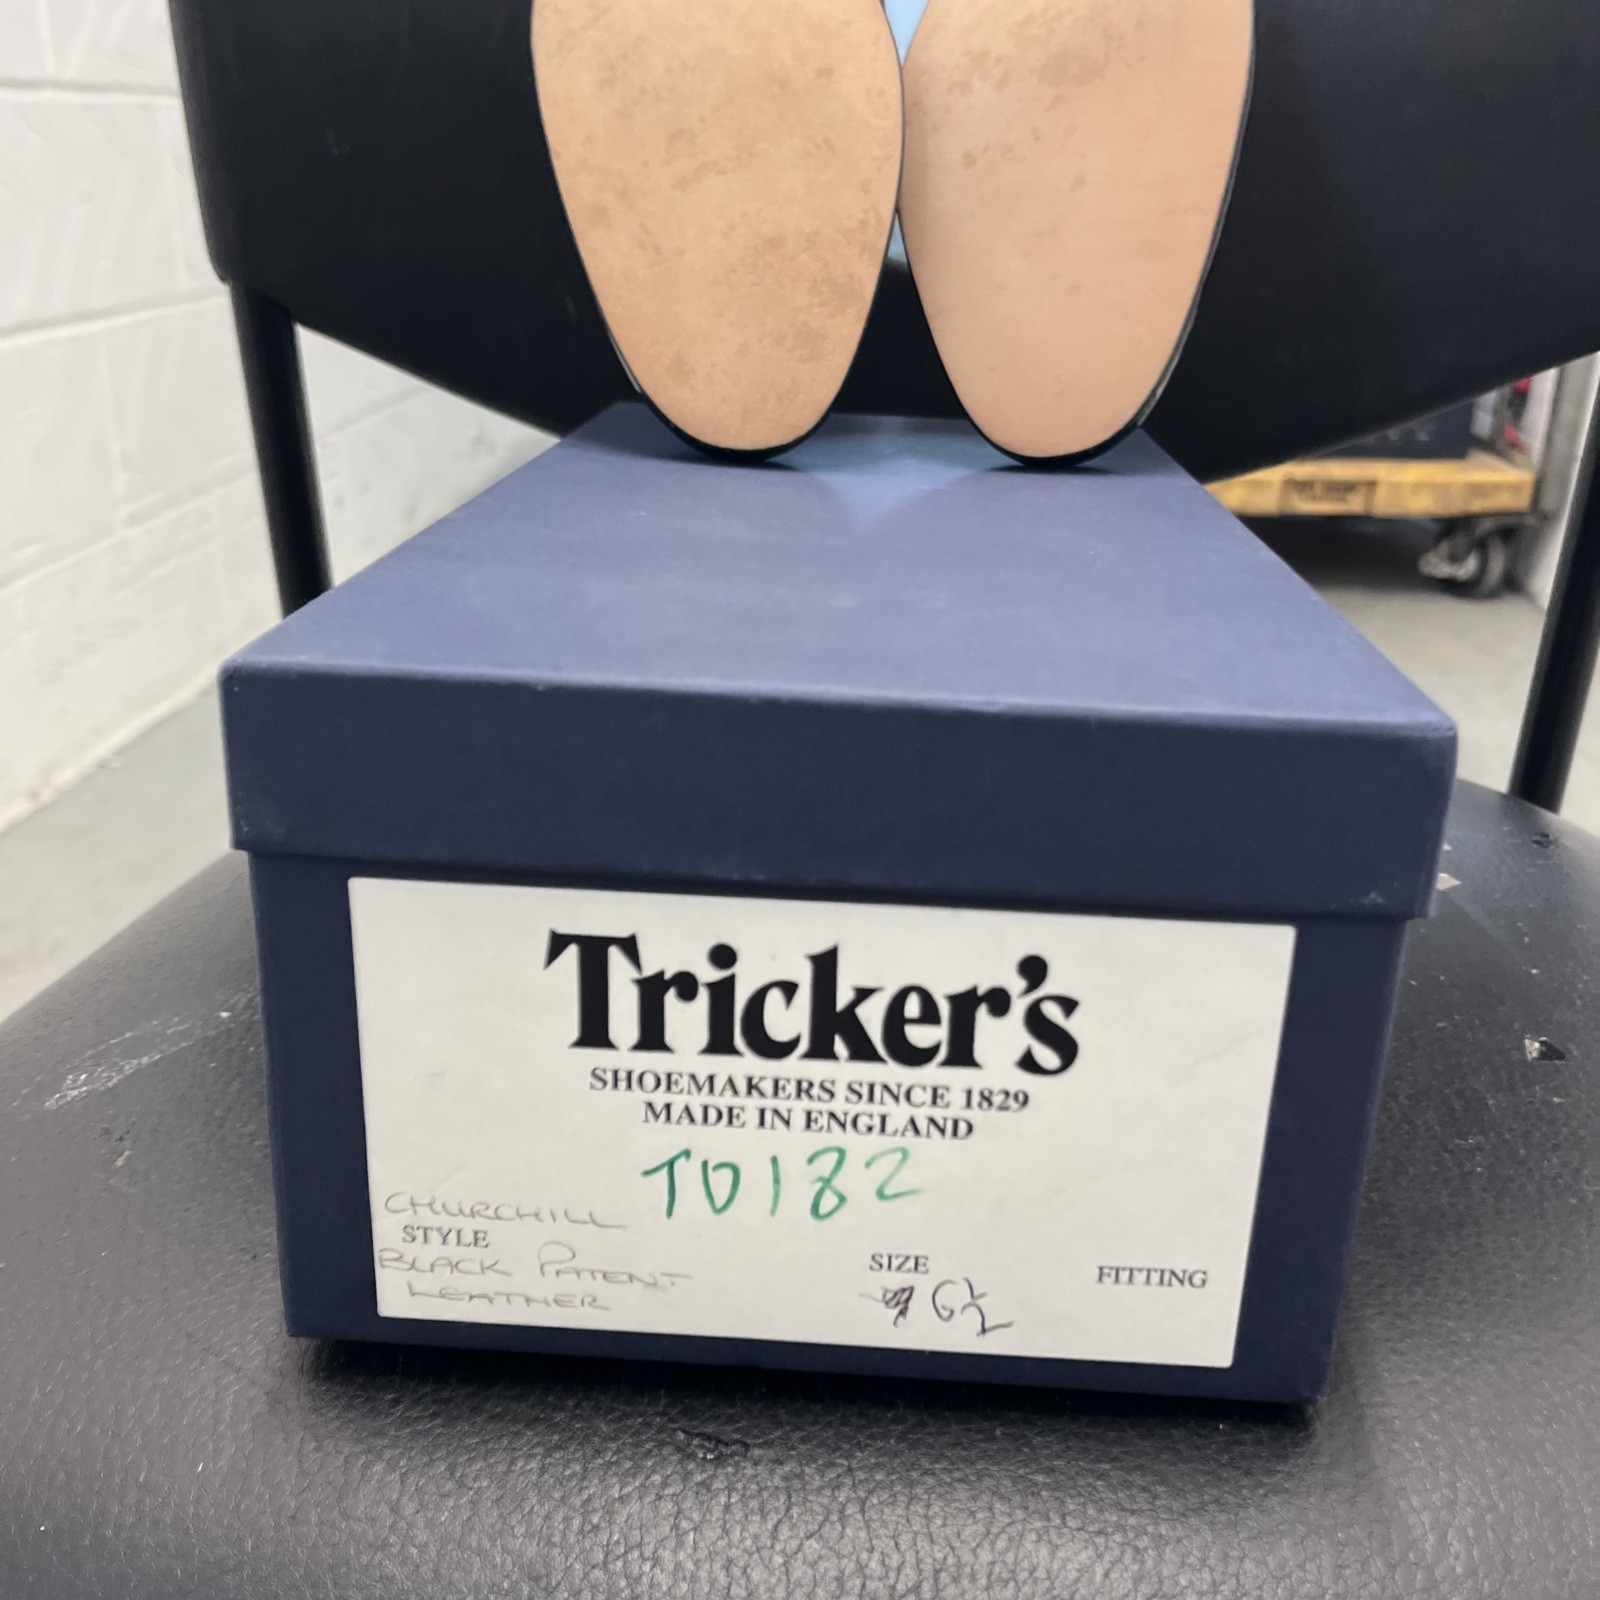 Tricker's
SHOEMAKERS SINCE 1829
MADE IN ENGLAND
TD182
CHURCHILL
STYLE
BLACK PATENT
LEATHER
SIZE
6½
FITTING